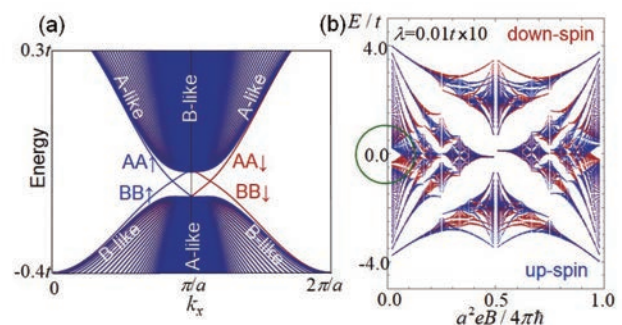 (a)
0.3t
A-like
B-like
A-like
AA↑
AA↓
BB↑
BB↓
B-like
A-like
B-like
Energy
-0.4t
0
π/a
2π/a
kₓ
(b)
E/t
λ=0.01t×10
down-spin
4.0
0.0
-4.0
up-spin
0.0
0.5
1.0
a²eB/4πħ